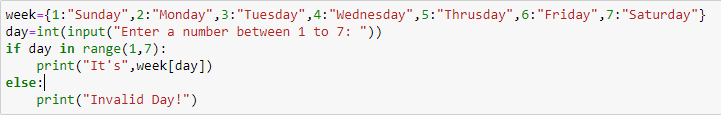 week={1:"Sunday",2:"Monday",3:"Tuesday",4:"Wednesday",5:"Thrusday",6:"Friday",7:"Saturday"}
day=int(input("Enter a number between 1 to 7: "))
if day in range(1,7):
    print("It's",week[day])
else:
    print("Invalid Day!")